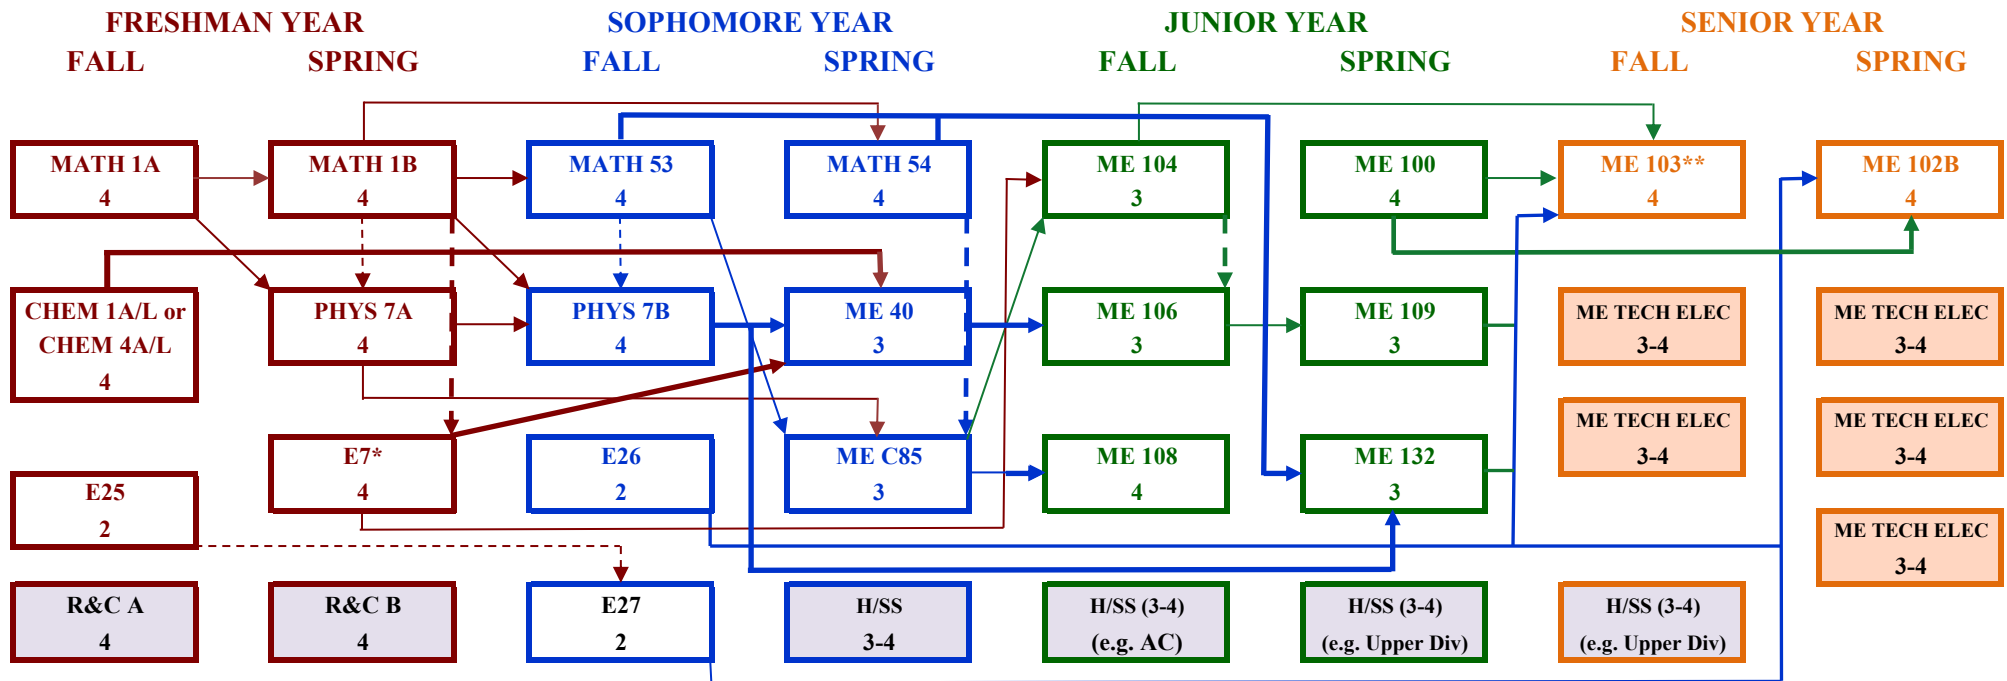 FRESHMAN YEAR
SOPHOMORE YEAR
JUNIOR YEAR
SENIOR YEAR
FALL
SPRING
FALL
SPRING
FALL
SPRING
FALL
SPRING
MATH 1A
4
MATH 1B
4
MATH 53
4
MATH 54
4
ME 104
3
ME 100
4
ME 103**
4
ME 102B
4
CHEM 1A/L or
CHEM 4A/L
4
PHYS 7A
4
PHYS 7B
4
ME 40
3
ME 106
3
ME 109
3
ME TECH ELEC
3-4
ME TECH ELEC
3-4
ME TECH ELEC
3-4
ME TECH ELEC
3-4
E7*
4
E26
2
ME C85
3
ME 108
4
ME 132
3
E25
2
ME TECH ELEC
3-4
R&C A
4
R&C B
4
E27
2
H/SS
3-4
H/SS (3-4)
(e.g. AC)
H/SS (3-4)
(e.g. Upper Div)
H/SS (3-4)
(e.g. Upper Div)